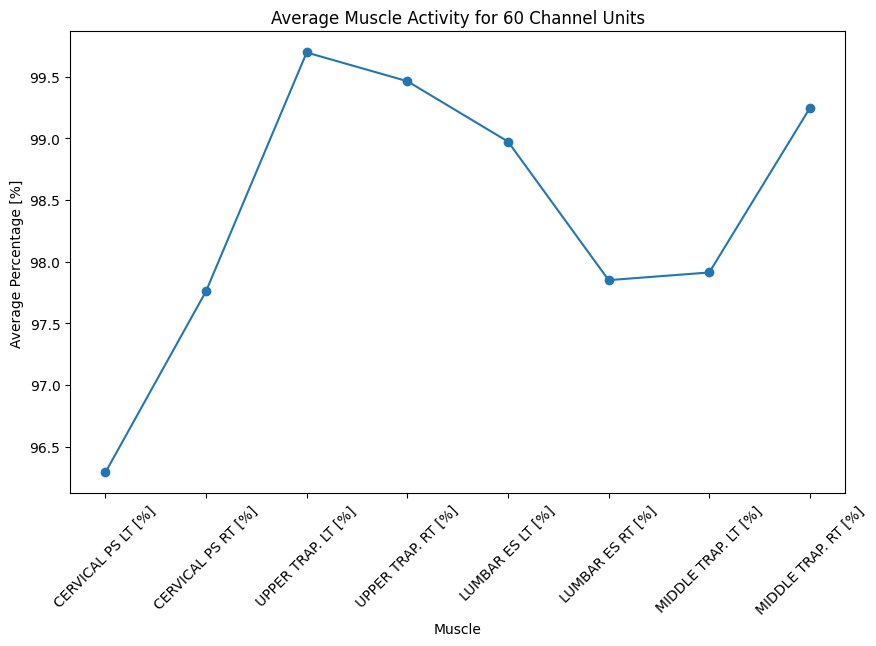 Average Muscle Activity for 60 Channel Units
Average Percentage [%]
99.5
99.0
98.5
98.0
97.5
97.0
96.5
CERVICAL PS LT [%]
CERVICAL PS RT [%]
UPPER TRAP. LT [%]
UPPER TRAP. RT [%]
LUMBAR ES LT [%]
LUMBAR ES RT [%]
MIDDLE TRAP. LT [%]
MIDDLE TRAP. RT [%]
Muscle